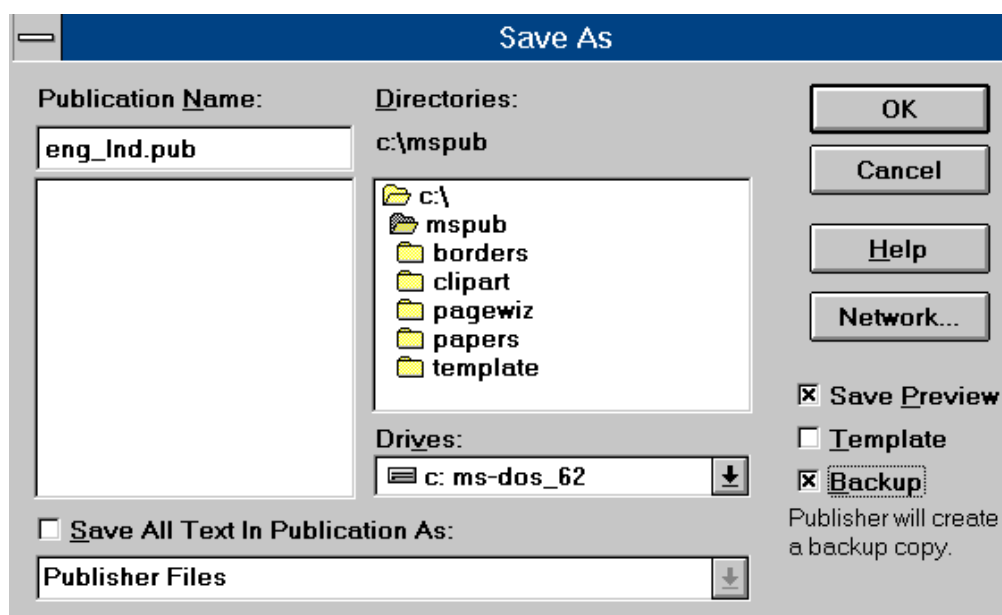 Save As
Publication Name:
eng_lnd.pub
Directories:
c:\mspub
c:\
mspub
borders
clipart
pagewiz
papers
template
Drives:
c: ms-dos_62
Save All Text In Publication As:
Publisher Files
OK
Cancel
Help
Network...
Save Preview
Template
Backup
Publisher will create
a backup copy.